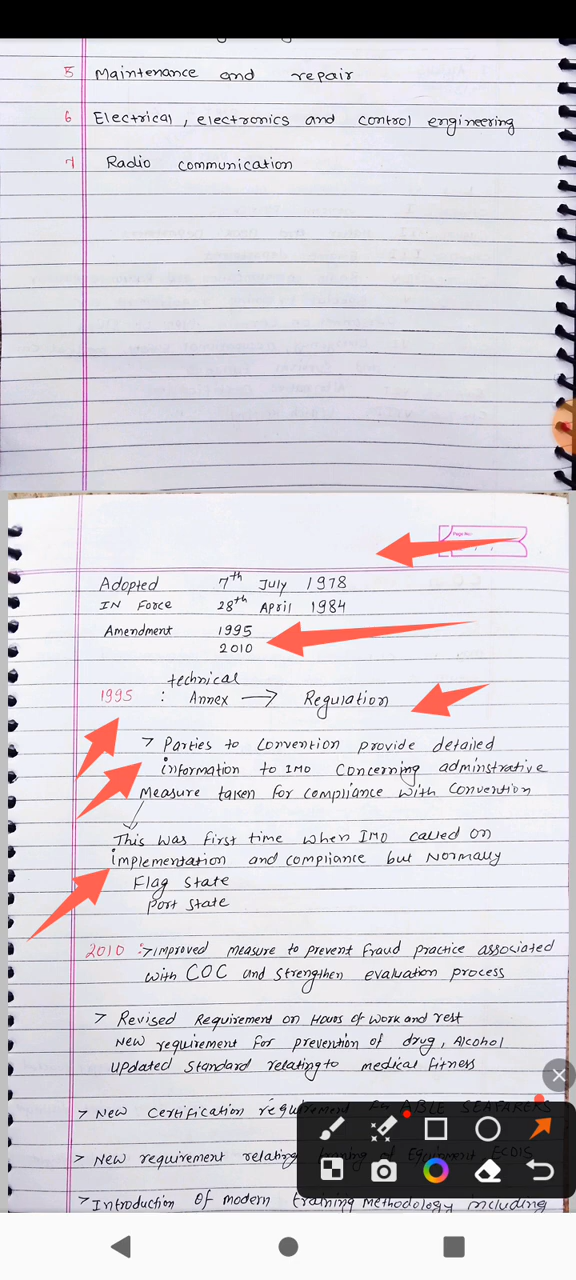 5 Maintenance and repair
6 Electrical, electronics and control engineering
7 Radio communication
Adopted 7th July 1978
IN Force 28th April 1984
Amendment 1995
2010
technical
1995 : Annex → Regulation
> Parties to Convention provide detailed
information to IMO Concerning adminstrative
Measure taken for compliance with Convention
This was first time when IMO called on
implementation and compliance but Normally
Flag state
Port state
2010 :> improved measure to prevent Fraud practice associated
with COC and strengthen evaluation process
> Revised Requirement on Hours of work and rest
New requirement for prevention of drug, Alcohol
updated standard relating to medical fitness
> New certification requirement for ABLE SEAFARERS
> New requirement relating training of Equipment, ECDIS
> Introduction of modern training methodology including